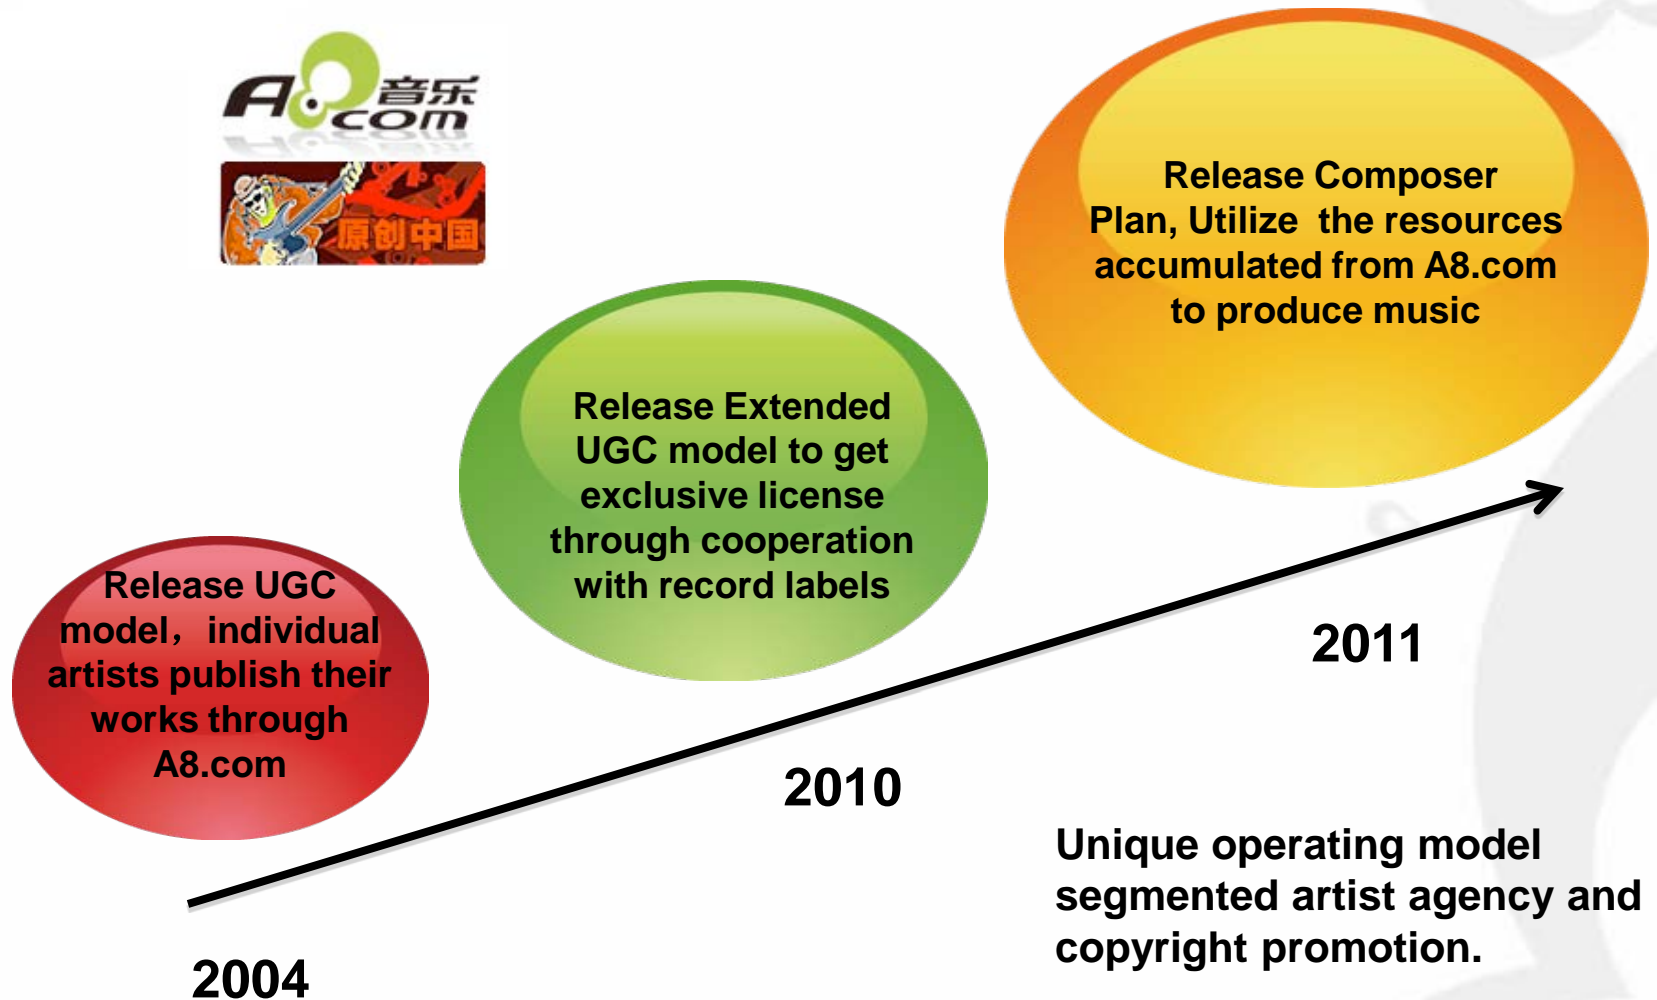 A8音乐
.com
原创中国
Release Composer
Plan, Utilize the resources
accumulated from A8.com
to produce music
Release Extended
UGC model to get
exclusive license
through cooperation
with record labels
Release UGC
model，individual
artists publish their
works through
A8.com
2011
2010
2004
Unique operating model
segmented artist agency and
copyright promotion.